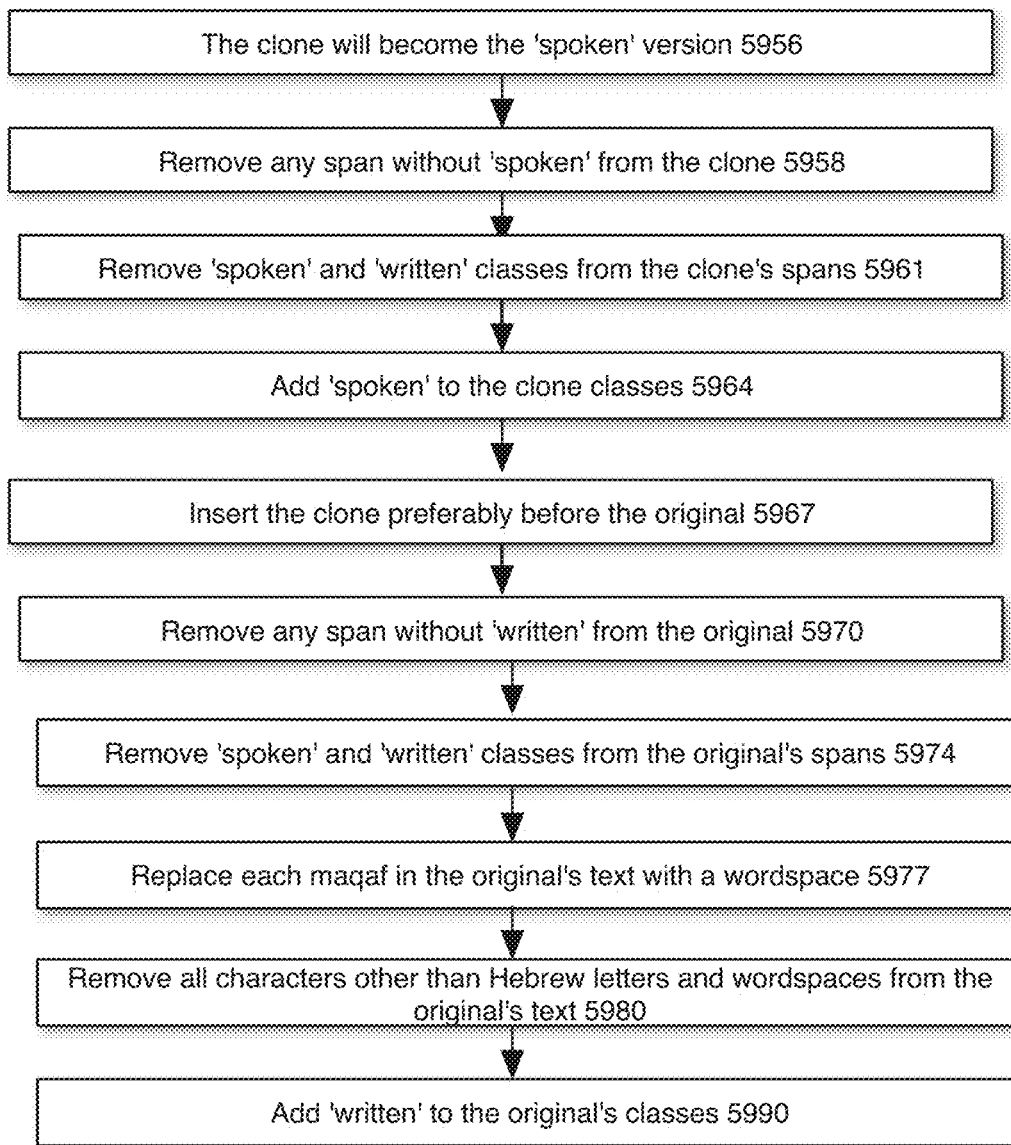 The clone will become the 'spoken' version 5956
Remove any span without 'spoken' from the clone 5958
Remove 'spoken' and 'written' classes from the clone's spans 5961
Add 'spoken' to the clone classes 5964
Insert the clone preferably before the original 5967
Remove any span without 'written' from the original 5970
Remove 'spoken' and 'written' classes from the original's spans 5974
Replace each maqaf in the original's text with a wordspace 5977
Remove all characters other than Hebrew letters and wordspaces from the
original's text 5980
Add 'written' to the original's classes 5990